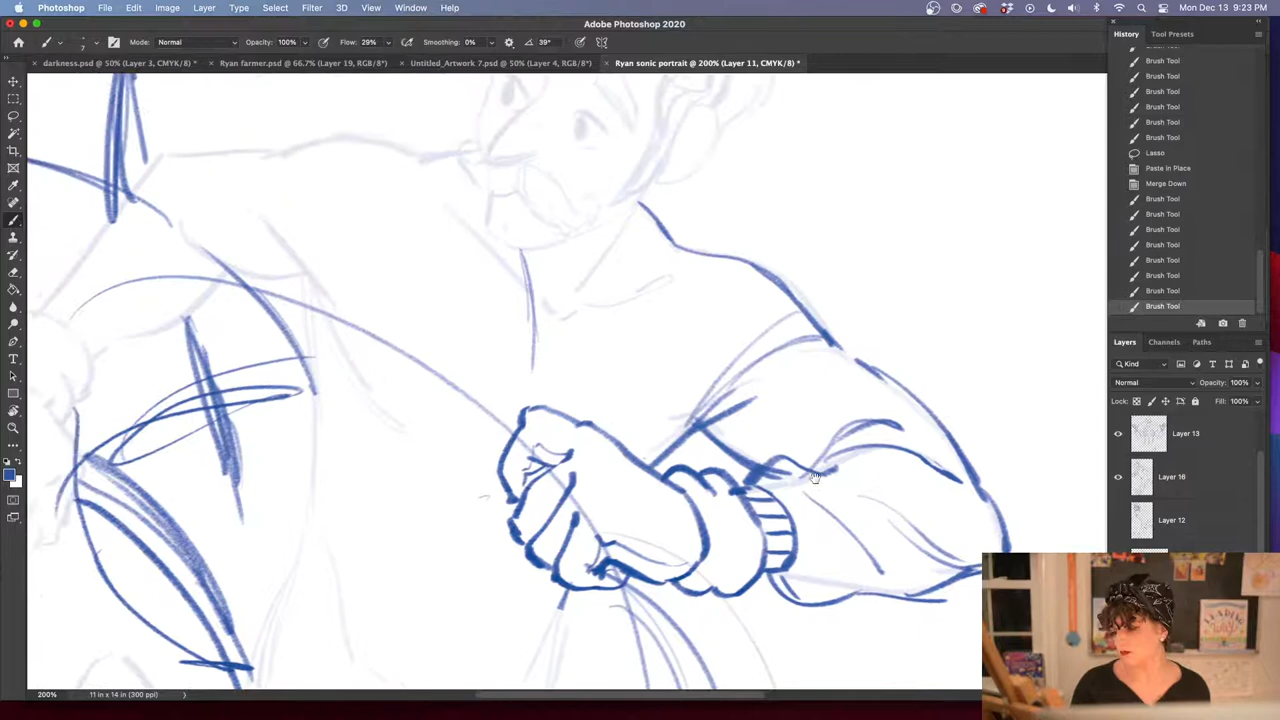 Photoshop File Edit Image Layer Type Select Filter 3D View Window Help Mon Dec 13 9:23 PM
Adobe Photoshop 2020
Mode: Normal Opacity: 100% Flow: 29% Smoothing: 0% 39°
7
darkness.psd @ 50% (Layer 3, CMYK/8) * Ryan farmer.psd @ 66.7% (Layer 19, RGB/8*) Untitled_Artwork 7.psd @ 50% (Layer 4, RGB/8*) Ryan sonic portrait @ 200% (Layer 11, CMYK/8) *
History Tool Presets
Brush Tool
Brush Tool
Brush Tool
Brush Tool
Brush Tool
Brush Tool
Brush Tool
Lasso
Paste in Place
Merge Down
Brush Tool
Brush Tool
Brush Tool
Brush Tool
Brush Tool
Brush Tool
Brush Tool
Brush Tool
Layers Channels Paths
Kind
Normal Opacity: 100%
Lock: Fill: 100%
Layer 13
Layer 16
Layer 12
READING
200% 11 in x 14 in (300 ppi)